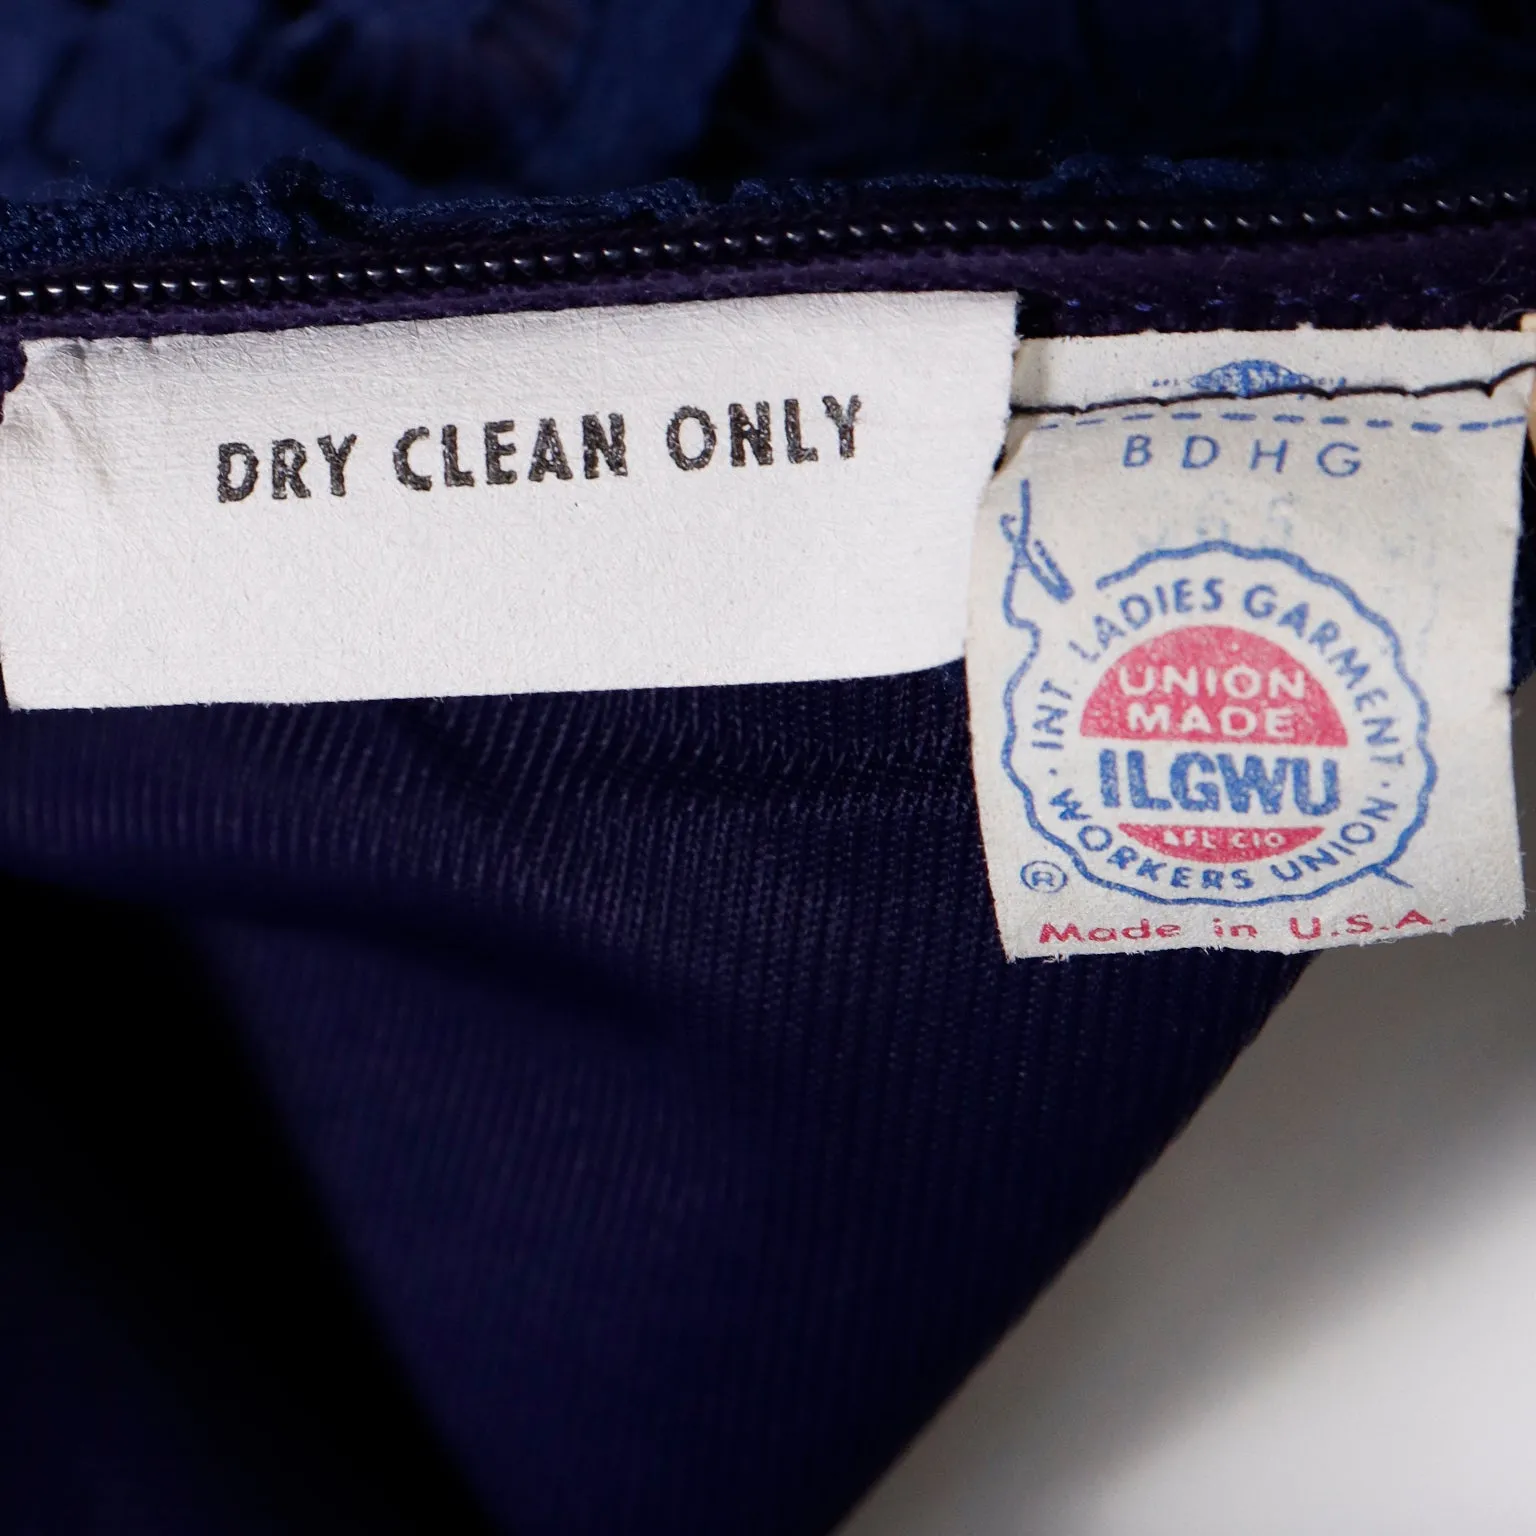 DRY CLEAN ONLY
BDHG
INT. LADIES GARMENT
UNION
MADE
ILGWU
AFL CIO
· WORKERS UNION ·
®
Made in U.S.A.